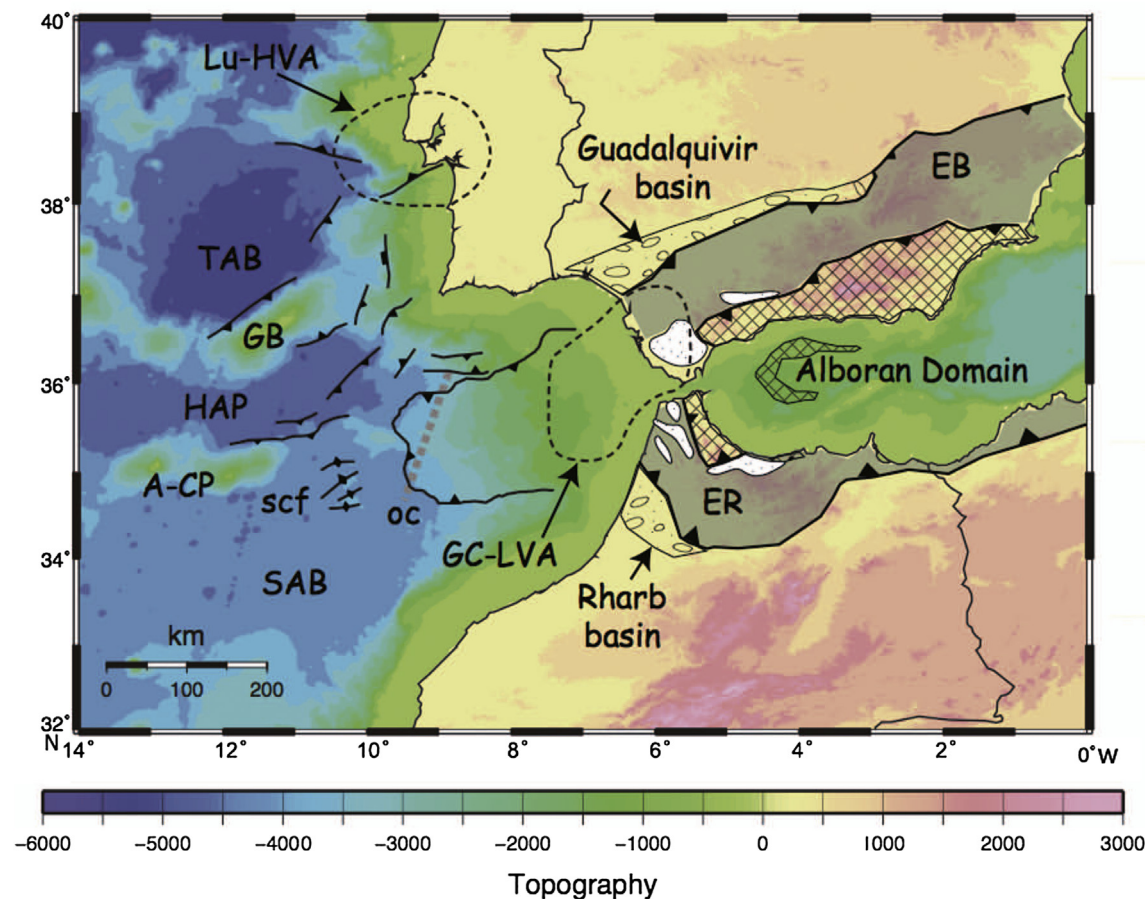 40°
Lu-HVA
Guadalquivir
basin
EB
38°
TAB
GB
36°
Alboran Domain
HAP
A-CP
scf
oc
ER
34°
GC-LVA
SAB
Rharb
basin
km
0 100 200
32°
N 14° 12° 10° 8° 6° 4° 2° 0°W
−6000 −5000 −4000 −3000 −2000 −1000 0 1000 2000 3000
Topography